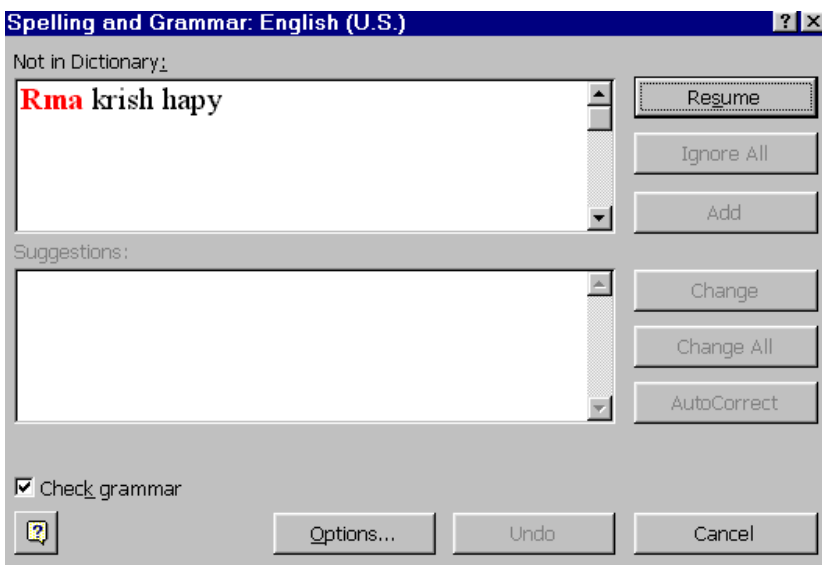 Spelling and Grammar: English (U.S.)
Not in Dictionary:
Rma krish hapy
Resume
Ignore All
Add
Suggestions:
Change
Change All
AutoCorrect
Check grammar
Options...
Undo
Cancel